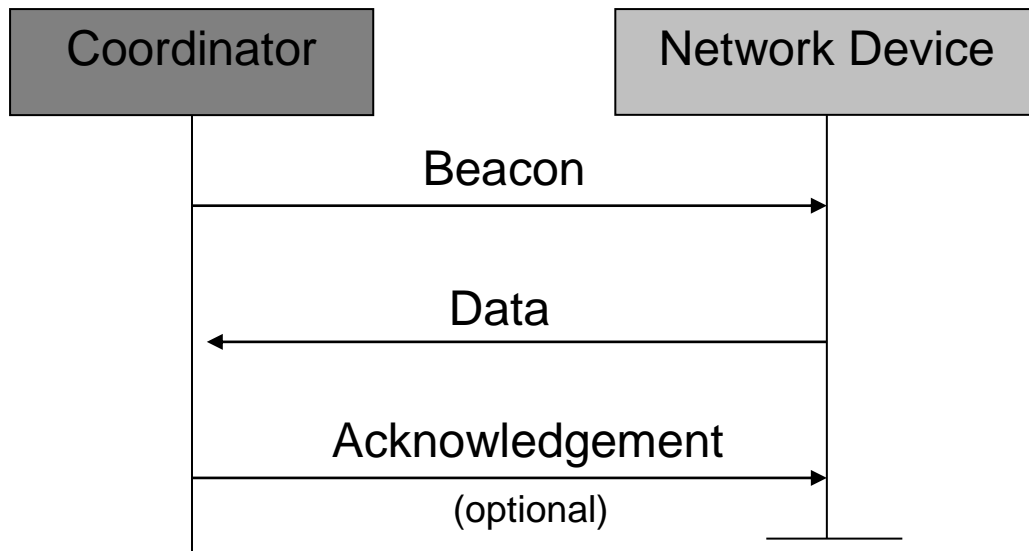 Coordinator
Network Device
Beacon
Data
Acknowledgement
(optional)